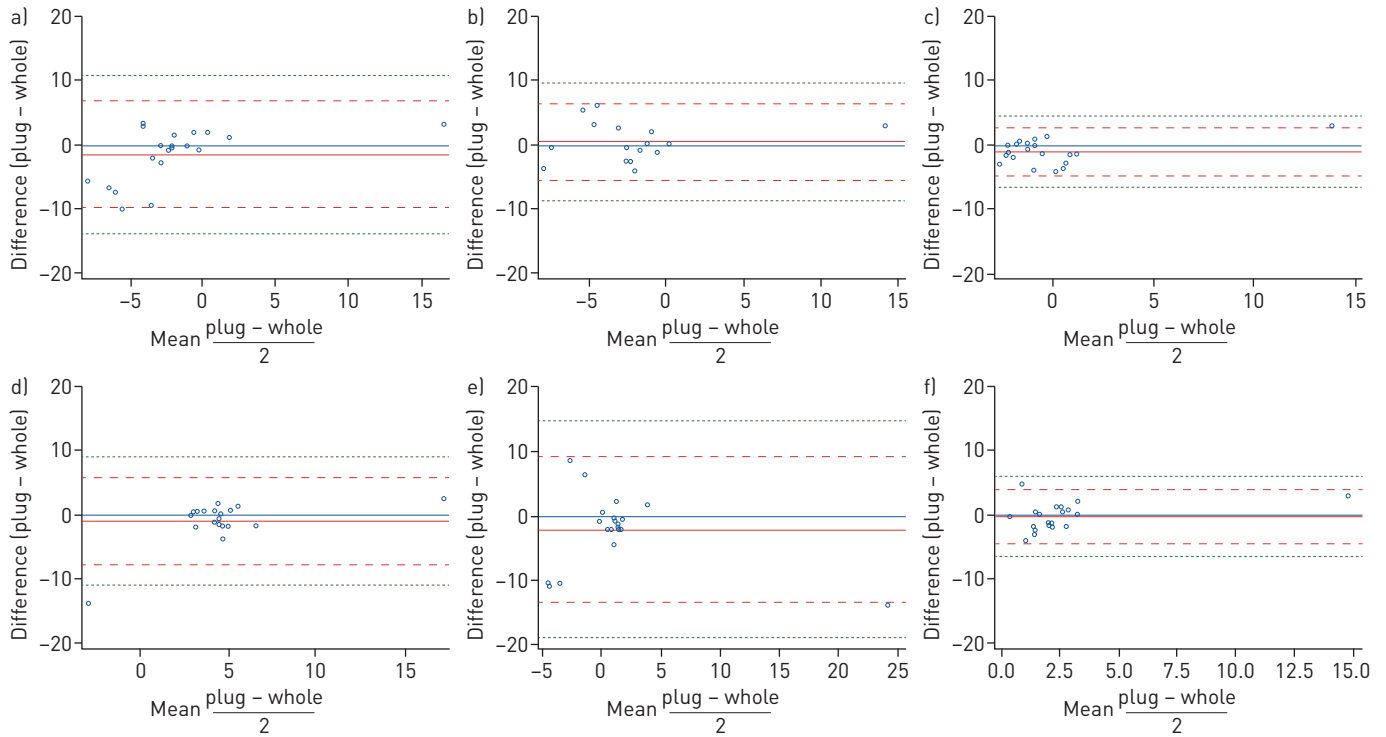 a)
Difference (plug – whole)
20
10
0
–10
–20
–5 0 5 10 15
Mean plug – whole
2
b)
Difference (plug – whole)
20
10
0
–10
–20
–5 0 5 10 15
Mean plug – whole
2
c)
Difference (plug – whole)
20
10
0
–10
–20
0 5 10 15
Mean plug – whole
2
d)
Difference (plug – whole)
20
10
0
–10
–20
0 5 10 15
Mean plug – whole
2
e)
Difference (plug – whole)
20
10
0
–10
–20
–5 0 5 10 15 20 25
Mean plug – whole
2
f)
Difference (plug – whole)
20
10
0
–10
–20
0.0 2.5 5.0 7.5 10.0 12.5 15.0
Mean plug – whole
2